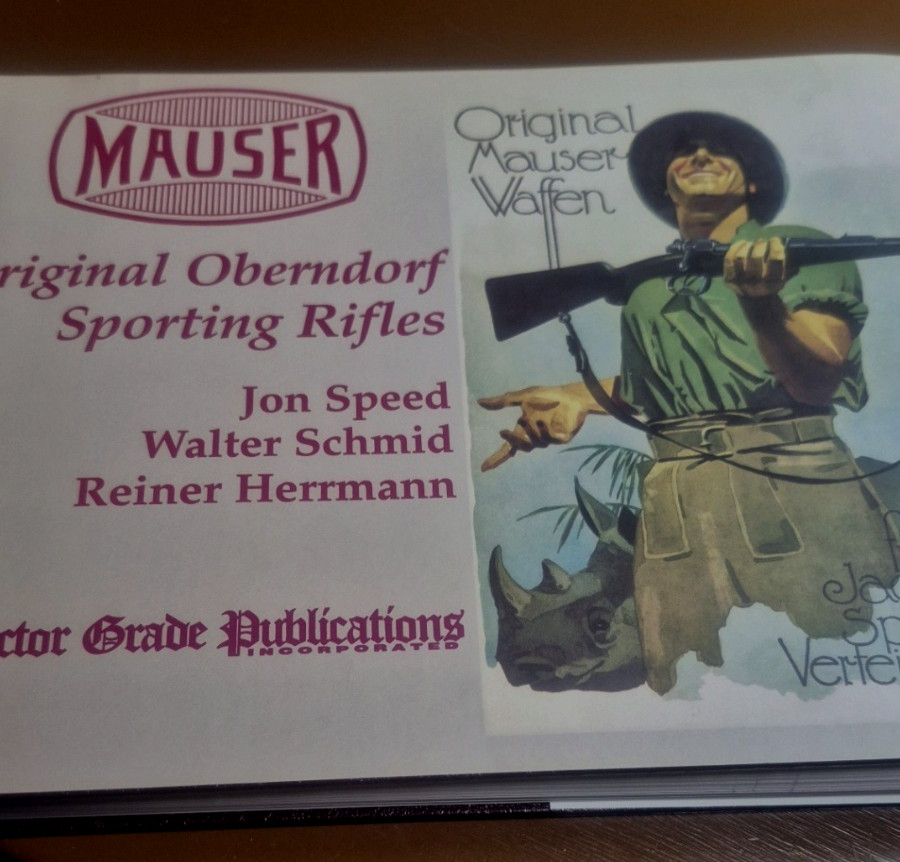 MAUSER
riginal Oberndorf
Sporting Rifles
Jon Speed
Walter Schmid
Reiner Herrmann
ctor Grade Publications
INCORPORATED
Original
Mauser-
Waffen
Ja
Sp
Vertei